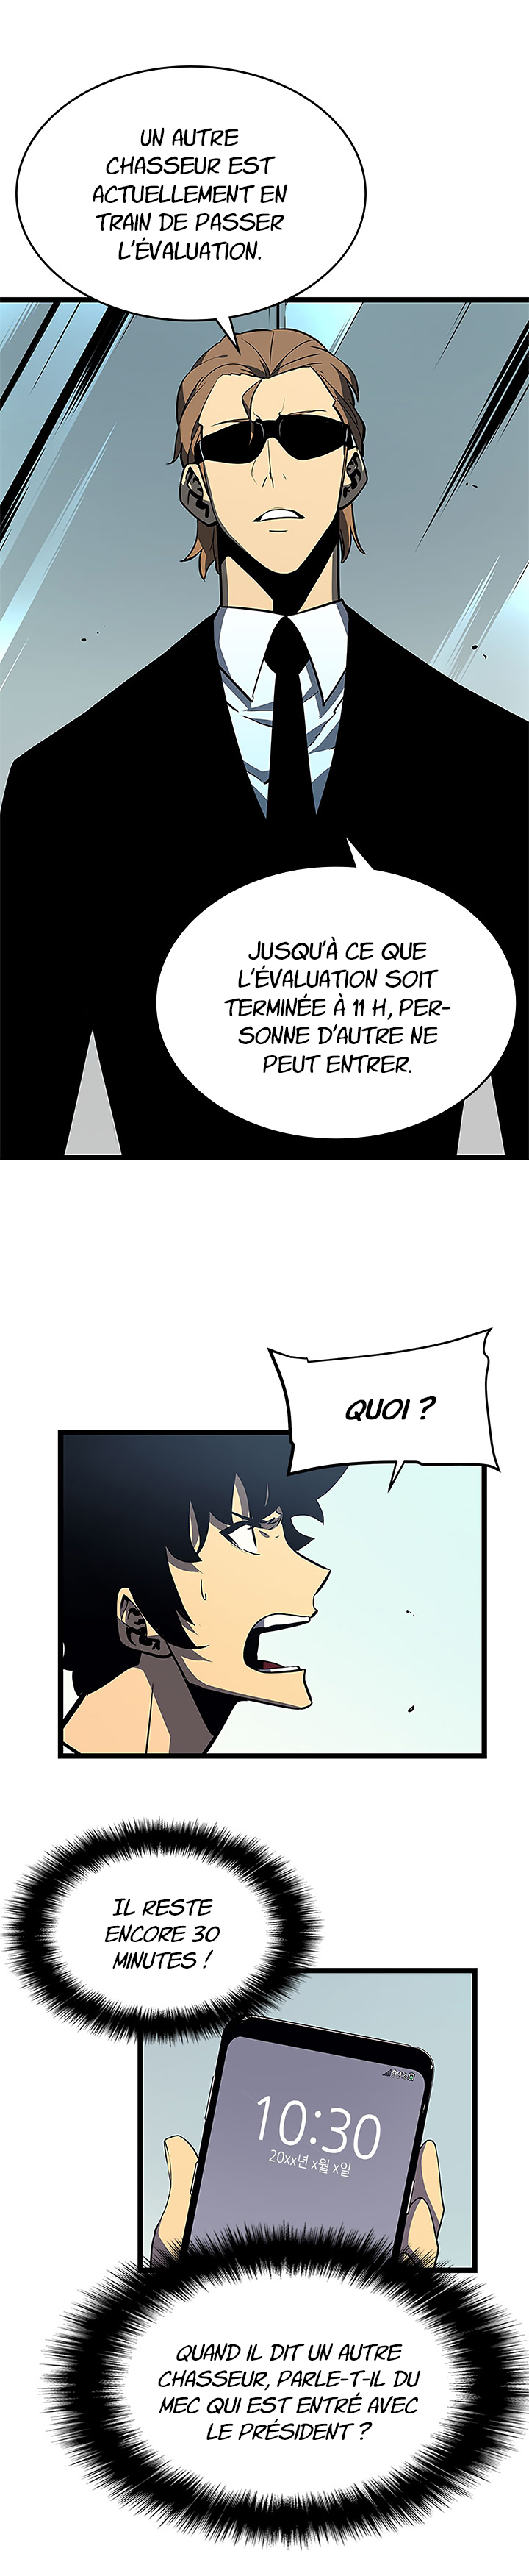 UN AUTRE
CHASSEUR EST
ACTUELLEMENT EN
TRAIN DE PASSER
L'ÉVALUATION.
JUSQU'À CE QUE
L'ÉVALUATION SOIT
TERMINÉE À 11 H, PER-
SONNE D'AUTRE NE
PEUT ENTRER.
QUOI ?
IL RESTE
ENCORE 30
MINUTES !
10:30
20xx년 x월 x일
QUAND IL DIT UN AUTRE
CHASSEUR, PARLE-T-IL DU
MEC QUI EST ENTRÉ AVEC
LE PRÉSIDENT ?